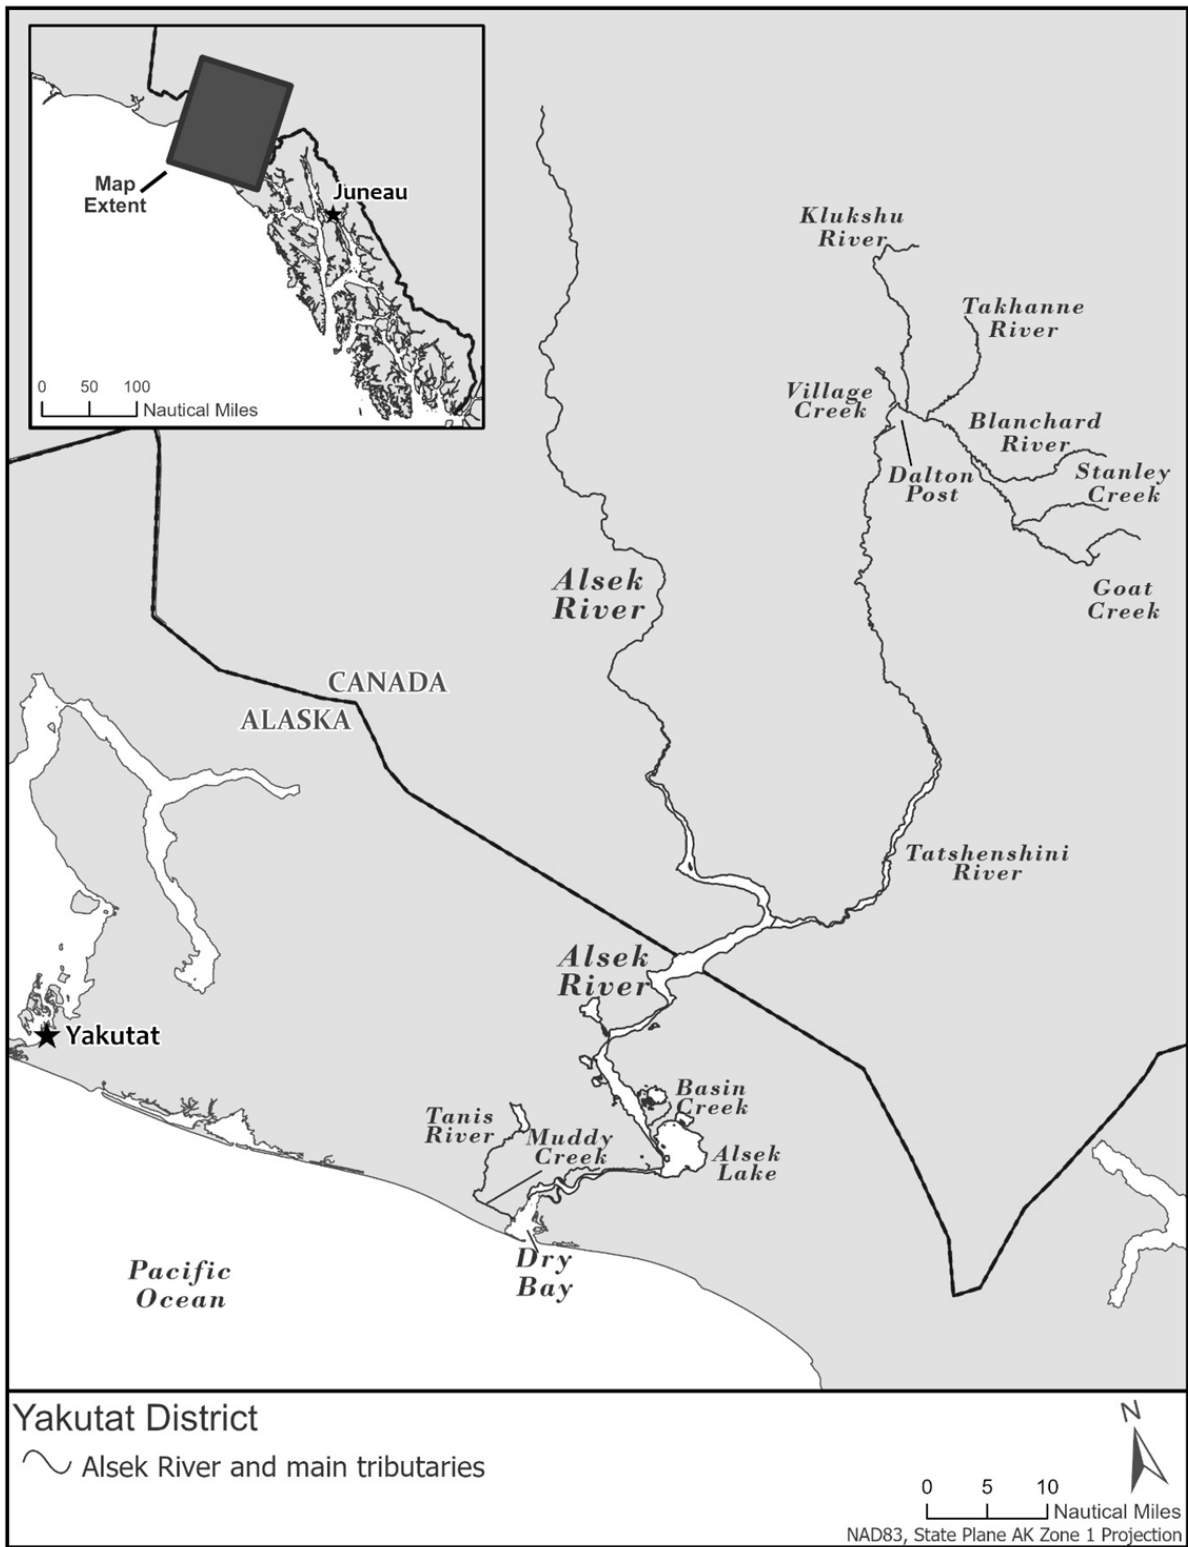 Map
Extent
Juneau
0 50 100
Nautical Miles
Klukshu
River
Takhanne
River
Village
Creek
Blanchard
River
Dalton
Post
Stanley
Creek
Goat
Creek
Alsek
River
CANADA
ALASKA
Tatshenshini
River
Alsek
River
Yakutat
Basin
Creek
Tanis
River
Muddy
Creek
Alsek
Lake
Dry
Bay
Pacific
Ocean
Yakutat District
Alsek River and main tributaries
N
0 5 10
Nautical Miles
NAD83, State Plane AK Zone 1 Projection